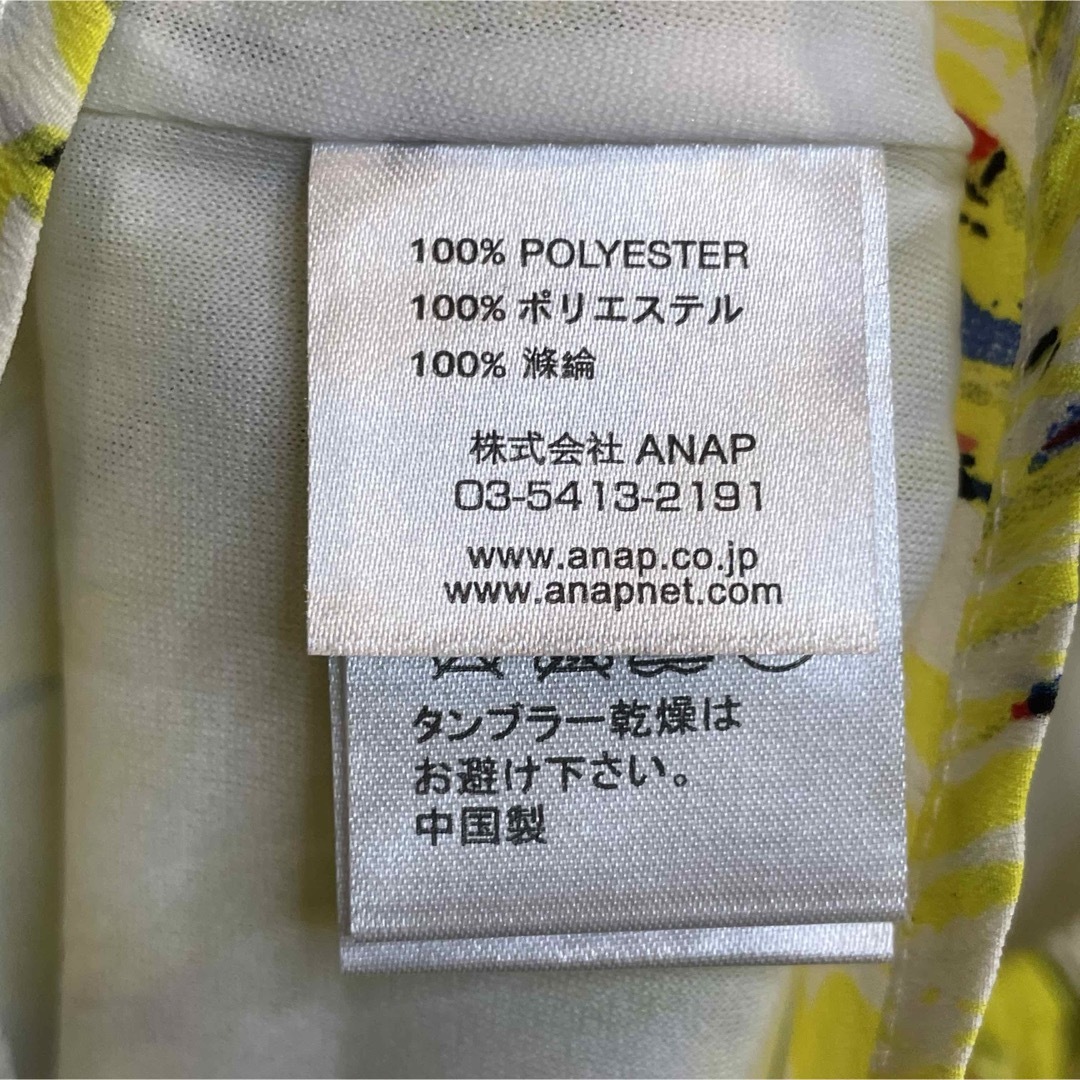 100% POLYESTER
100% ポリエステル
100% 滌綸
株式会社 ANAP
03-5413-2191
www.anap.co.jp
www.anapnet.com
タンブラー乾燥は
お避け下さい。
中国製